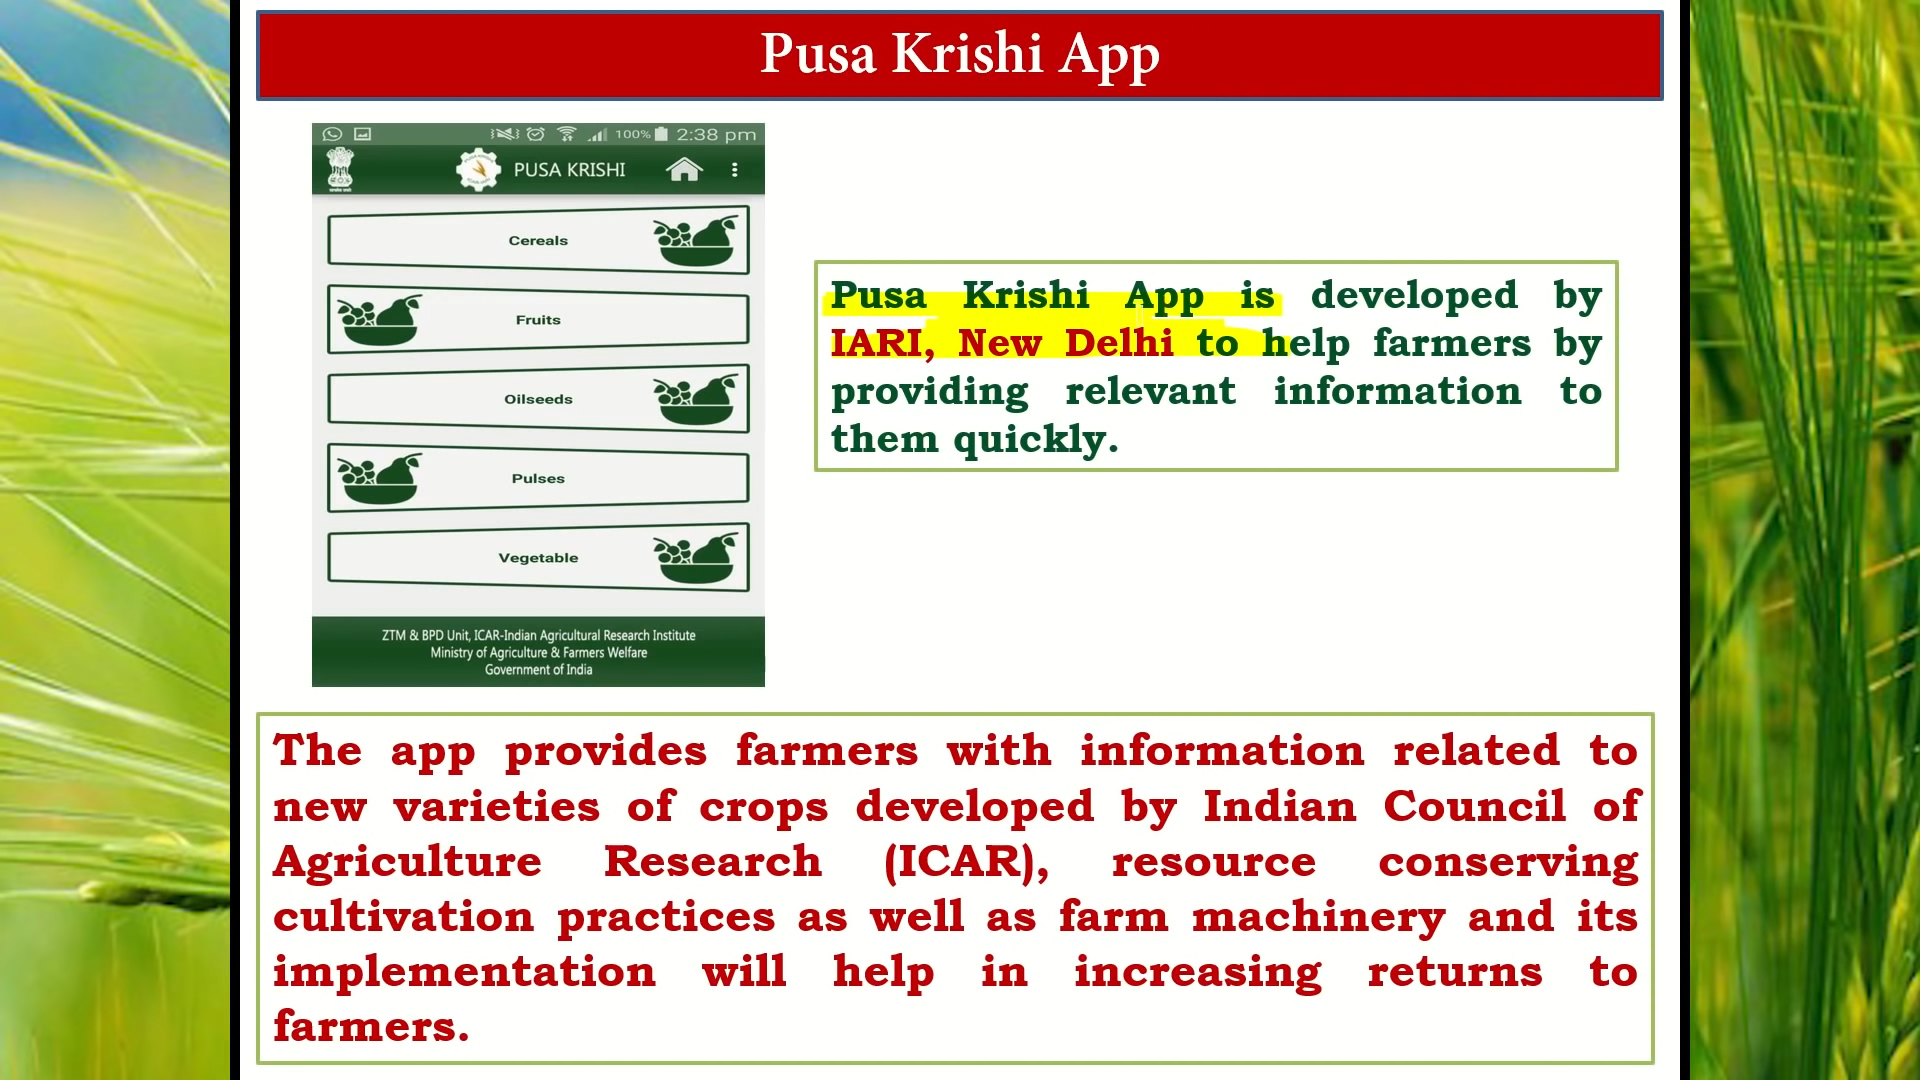 Pusa Krishi App
100% 2:38 pm
PUSA KRISHI
Cereals
Fruits
Oilseeds
Pulses
Vegetable
ZTM & BPD Unit, ICAR-Indian Agricultural Research Institute
Ministry of Agriculture & Farmers Welfare
Government of India
Pusa Krishi App is developed by
IARI, New Delhi to help farmers by
providing relevant information to
them quickly.
The app provides farmers with information related to
new varieties of crops developed by Indian Council of
Agriculture Research (ICAR), resource conserving
cultivation practices as well as farm machinery and its
implementation will help in increasing returns to
farmers.